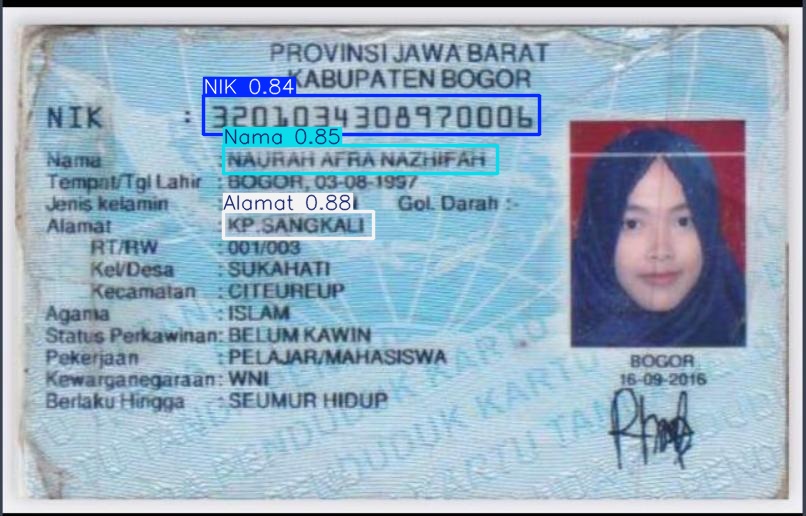 PROVINSI JAWA BARAT
KABUPATEN BOGOR
NIK 0.84
NIK : 3201034308970006
Nama 0.85
Nama : NAURAH AFRA NAZHIFAH
Tempat/Tgl Lahir : BOGOR, 03-08-1997
Jenis kelamin Gol. Darah :-
Alamat 0.88
Alamat KP.SANGKALI
RT/RW : 001/003
Kel/Desa : SUKAHATI
Kecamatan : CITEUREUP
Agama : ISLAM
Status Perkawinan: BELUM KAWIN
Pekerjaan : PELAJAR/MAHASISWA
Kewarganegaraan : WNI
Berlaku Hingga : SEUMUR HIDUP
BOGOR
16-09-2016